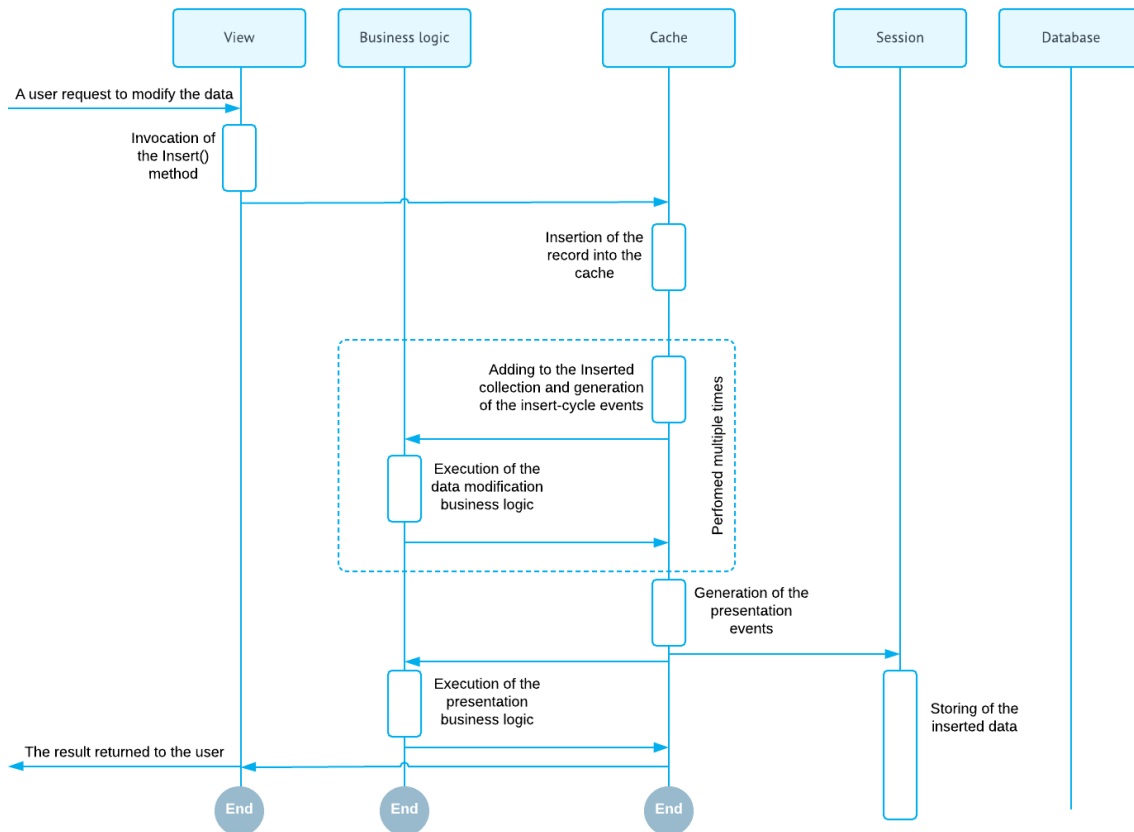 View
Business logic
Cache
Session
Database
A user request to modify the data
Invocation of
the Insert()
method
Insertion of the
record into the
cache
Adding to the Inserted
collection and generation
of the insert-cycle events
Perfomed multiple times
Execution of the
data modification
business logic
Generation of the
presentation
events
Execution of the
presentation
business logic
Storing of the
inserted data
The result returned to the user
End
End
End